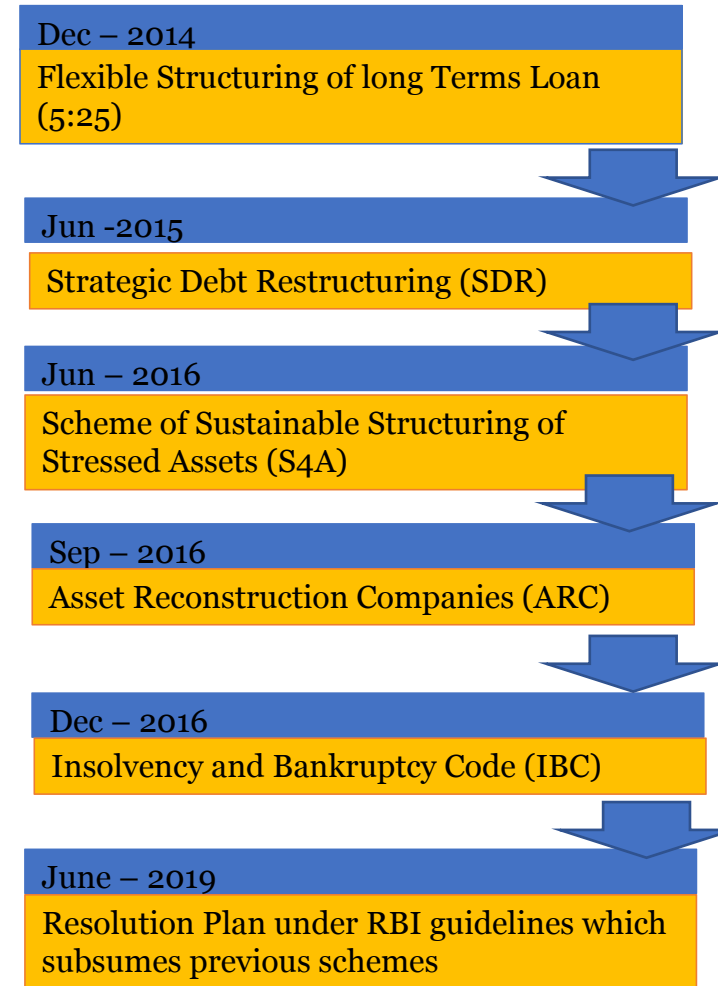 Dec – 2014
Flexible Structuring of long Terms Loan
(5:25)
Jun -2015
Strategic Debt Restructuring (SDR)
Jun – 2016
Scheme of Sustainable Structuring of
Stressed Assets (S4A)
Sep – 2016
Asset Reconstruction Companies (ARC)
Dec – 2016
Insolvency and Bankruptcy Code (IBC)
June – 2019
Resolution Plan under RBI guidelines which
subsumes previous schemes